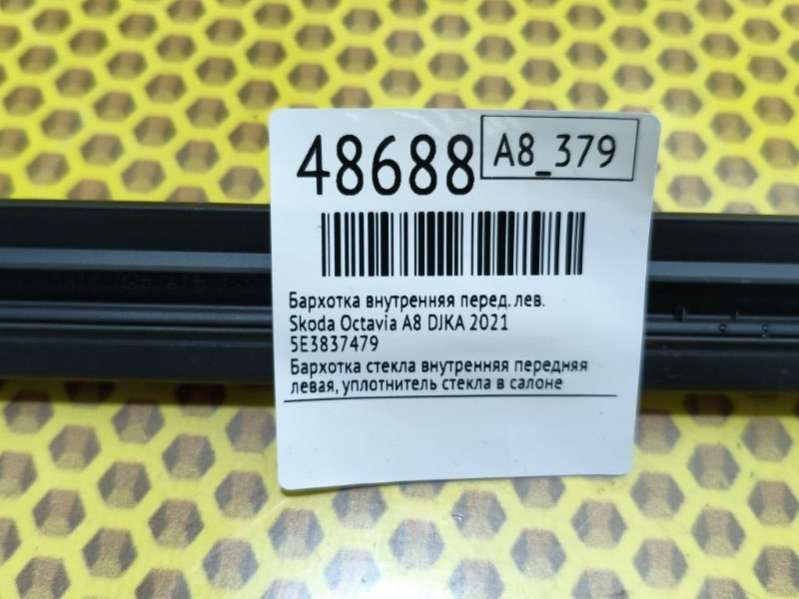 48688
A8_379
Бархотка внутренняя перед. лев.
Skoda Octavia A8 DJKA 2021
5E3837479
Бархотка стекла внутренняя передняя
левая, уплотнитель стекла в салоне